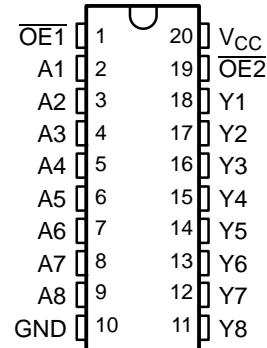 O̅E̅1̅ 1 20 VCC
A1 2 19 O̅E̅2̅
A2 3 18 Y1
A3 4 17 Y2
A4 5 16 Y3
A5 6 15 Y4
A6 7 14 Y5
A7 8 13 Y6
A8 9 12 Y7
GND 10 11 Y8